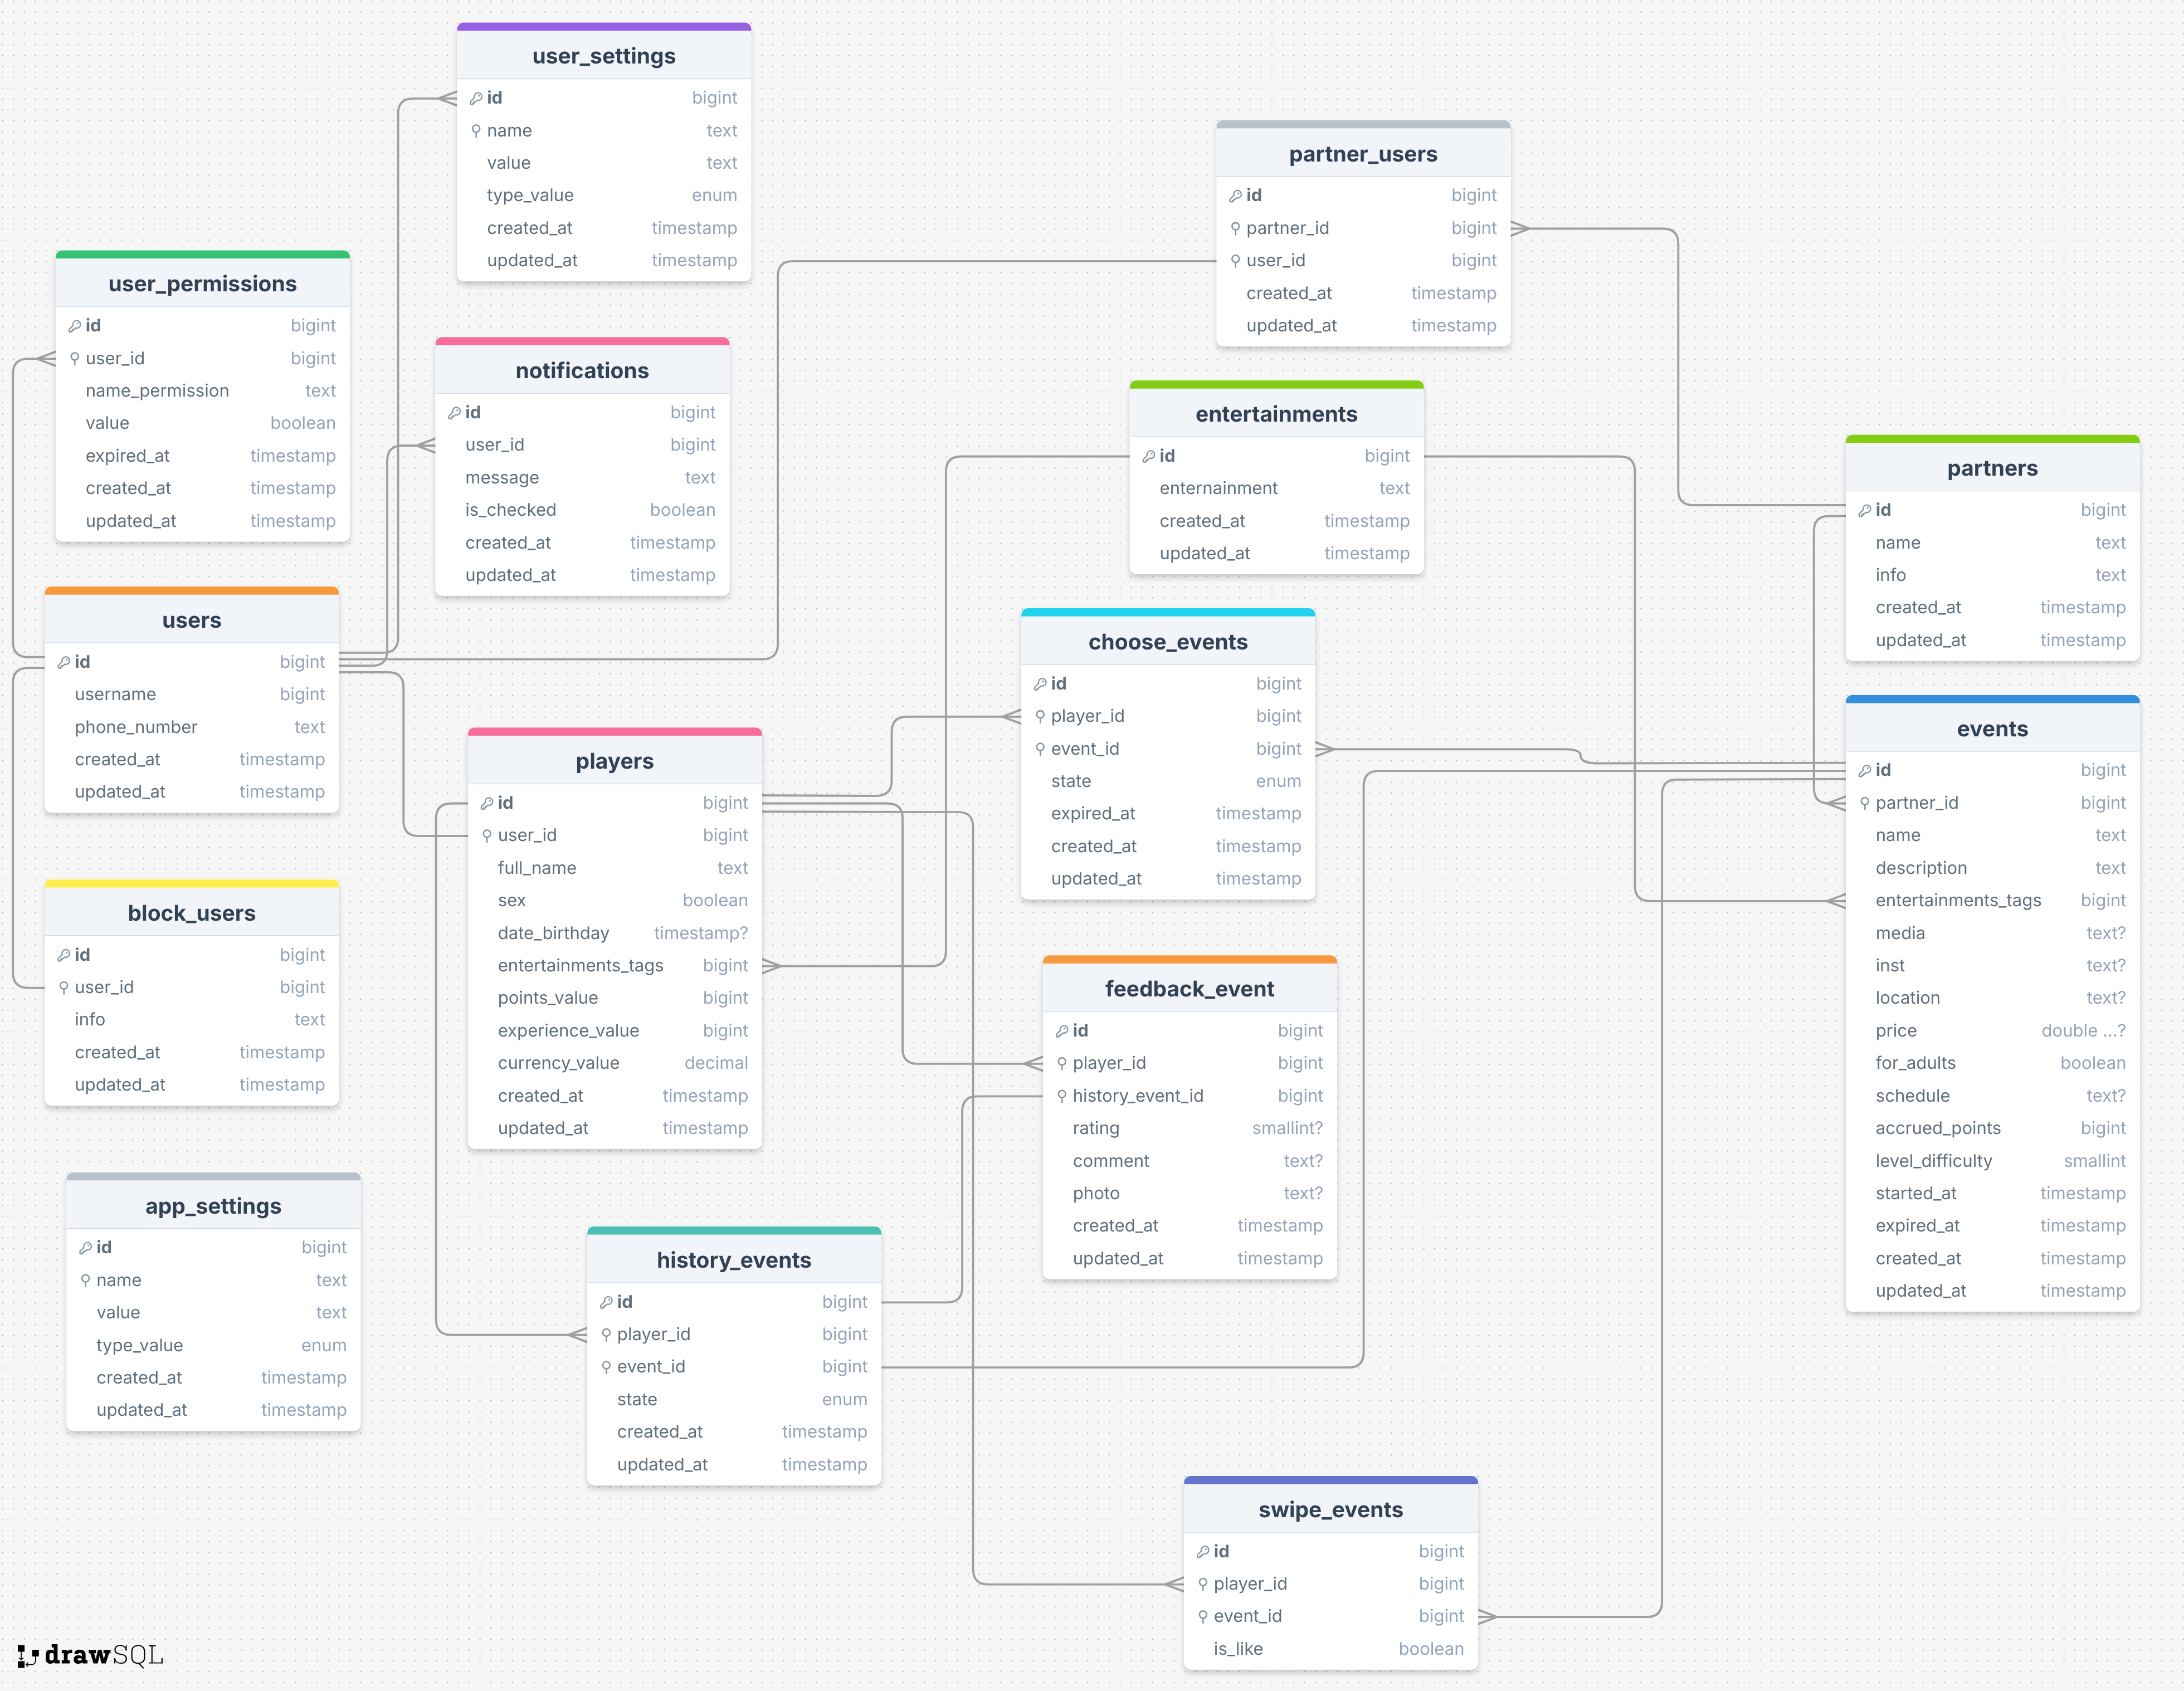 user_settings
id bigint
name text
value text
type_value enum
created_at timestamp
updated_at timestamp
partner_users
id bigint
partner_id bigint
user_id bigint
created_at timestamp
updated_at timestamp
user_permissions
id bigint
user_id bigint
name_permission text
value boolean
expired_at timestamp
created_at timestamp
updated_at timestamp
notifications
id bigint
user_id bigint
message text
is_checked boolean
created_at timestamp
updated_at timestamp
entertainments
id bigint
enternainment text
created_at timestamp
updated_at timestamp
partners
id bigint
name text
info text
created_at timestamp
updated_at timestamp
users
id bigint
username bigint
phone_number text
created_at timestamp
updated_at timestamp
choose_events
id bigint
player_id bigint
event_id bigint
state enum
expired_at timestamp
created_at timestamp
updated_at timestamp
events
id bigint
partner_id bigint
name text
description text
entertainments_tags bigint
media text?
inst text?
location text?
price double ...?
for_adults boolean
schedule text?
accrued_points bigint
level_difficulty smallint
started_at timestamp
expired_at timestamp
created_at timestamp
updated_at timestamp
players
id bigint
user_id bigint
full_name text
sex boolean
date_birthday timestamp?
entertainments_tags bigint
points_value bigint
experience_value bigint
currency_value decimal
created_at timestamp
updated_at timestamp
block_users
id bigint
user_id bigint
info text
created_at timestamp
updated_at timestamp
feedback_event
id bigint
player_id bigint
history_event_id bigint
rating smallint?
comment text?
photo text?
created_at timestamp
updated_at timestamp
app_settings
id bigint
name text
value text
type_value enum
created_at timestamp
updated_at timestamp
history_events
id bigint
player_id bigint
event_id bigint
state enum
created_at timestamp
updated_at timestamp
swipe_events
id bigint
player_id bigint
event_id bigint
is_like boolean
drawSQL